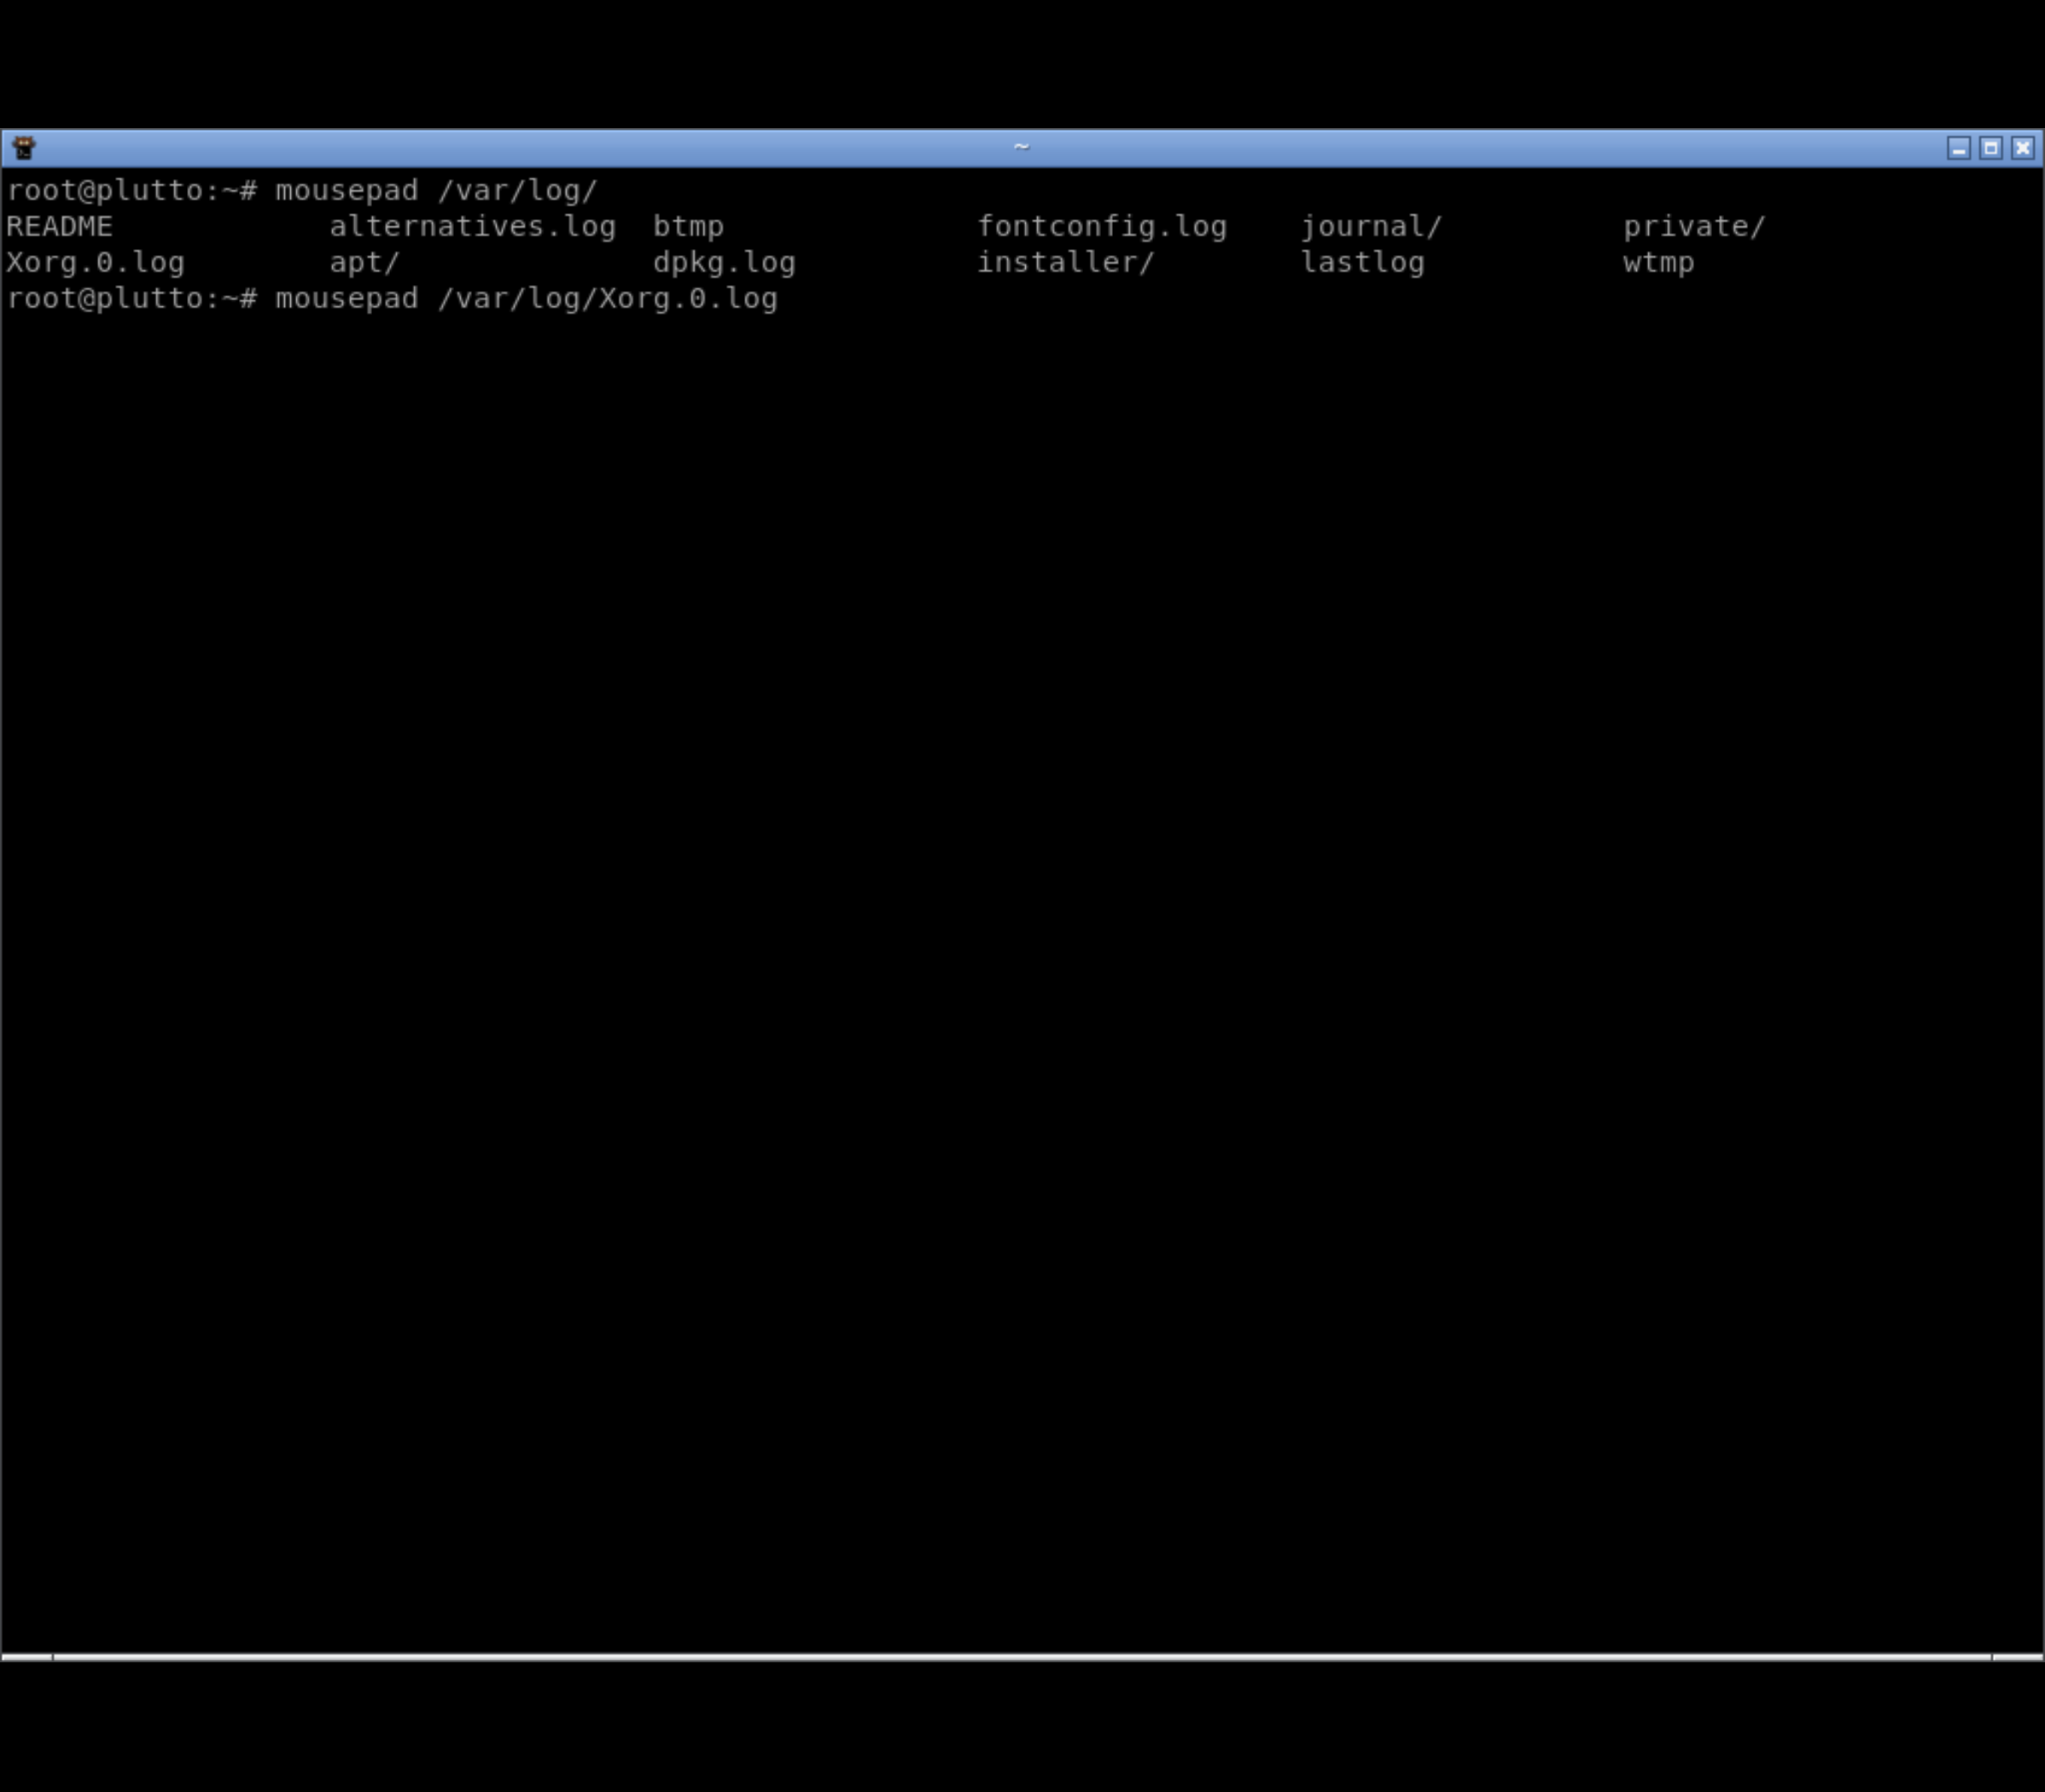 ~
root@plutto:~# mousepad /var/log/
README alternatives.log btmp fontconfig.log journal/ private/
Xorg.0.log apt/ dpkg.log installer/ lastlog wtmp
root@plutto:~# mousepad /var/log/Xorg.0.log